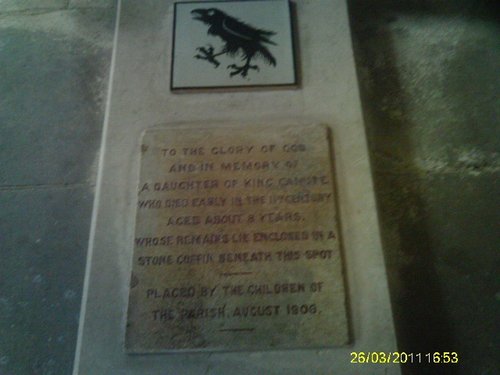 TO THE GLORY OF GOD
AND IN MEMORY OF
A DAUGHTER OF KING CANUTE
WHO DIED EARLY IN THE 11TH CENTURY
AGED ABOUT 8 YEARS.
WHOSE REMAINS LIE ENCLOSED IN A
STONE COFFIN BENEATH THIS SPOT
PLACED BY THE CHILDREN OF
THE PARISH, AUGUST 1906.
26/03/2011 16:53